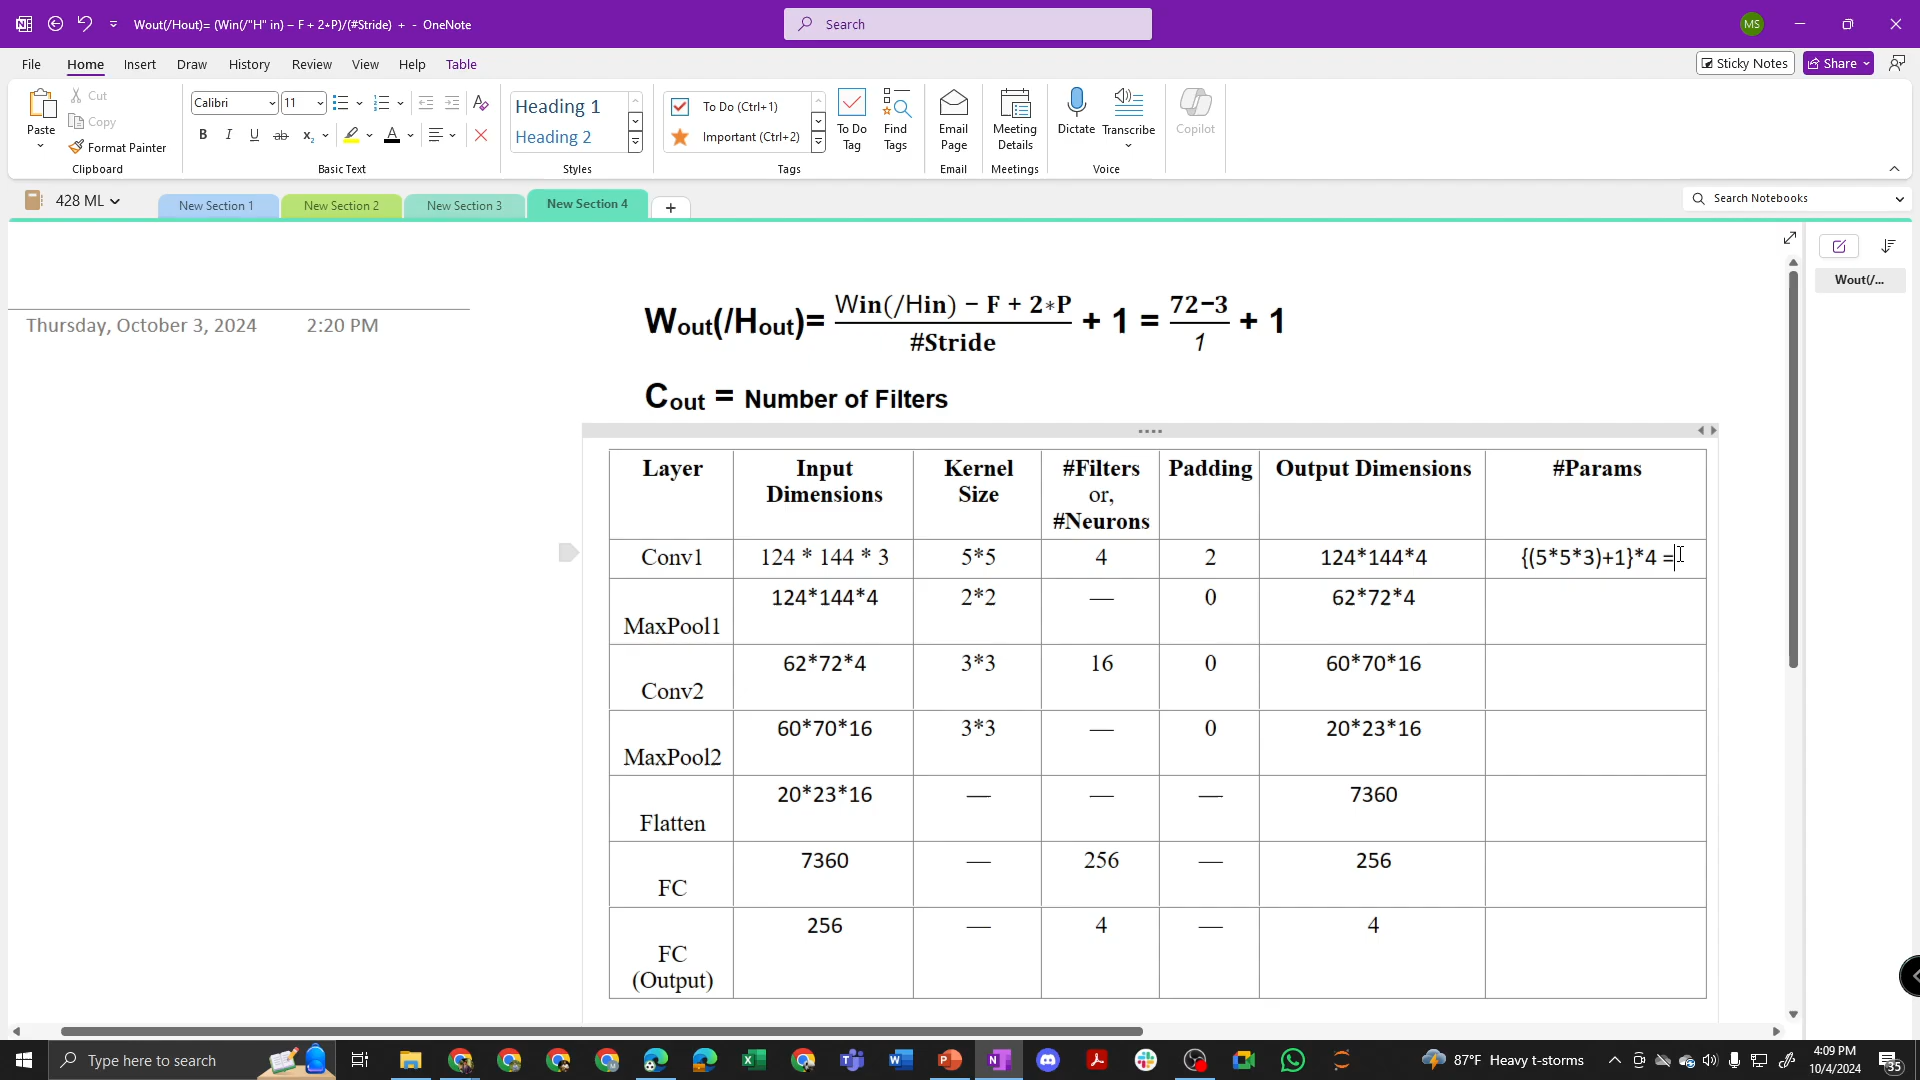 Wout(/Hout)= (Win(/"H" in) − F + 2∗P)/(#Stride) + - OneNote
Search
MS
File Home Insert Draw History Review View Help Table
Sticky Notes Share
Paste
Cut
Copy
Format Painter
Clipboard
Calibri 11
B I U ab x₂ A
Basic Text
Heading 1
Heading 2
Styles
To Do (Ctrl+1)
Important (Ctrl+2)
To Do Tag
Find Tags
Tags
Email Page
Email
Meeting Details
Meetings
Dictate
Transcribe
Voice
Copilot
428 ML
New Section 1 New Section 2 New Section 3 New Section 4 +
Search Notebooks
Wout(/...
Thursday, October 3, 2024 2:20 PM
Wout(/Hout)= Win(/Hin) − F + 2∗P / #Stride + 1 = 72−3 / 1 + 1
Cout = Number of Filters
Layer Input Dimensions Kernel Size #Filters or, #Neurons Padding Output Dimensions #Params
Conv1 124 * 144 * 3 5*5 4 2 124*144*4 {(5*5*3)+1}*4 =
MaxPool1 124*144*4 2*2 — 0 62*72*4
Conv2 62*72*4 3*3 16 0 60*70*16
MaxPool2 60*70*16 3*3 — 0 20*23*16
Flatten 20*23*16 — — — 7360
FC 7360 — 256 — 256
FC (Output) 256 — 4 — 4
Type here to search
87°F Heavy t-storms
4:09 PM
10/4/2024
35